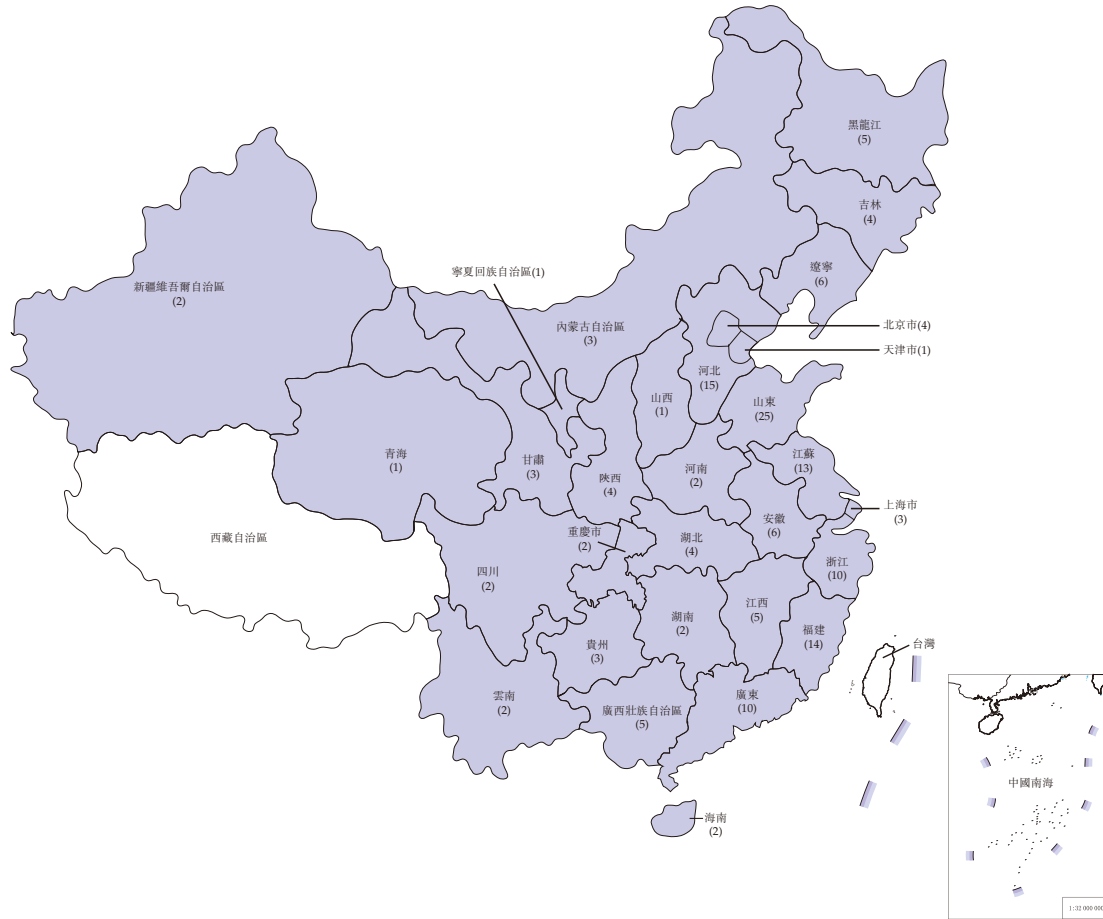 黑龍江
(5)
吉林
(4)
遼寧
(6)
寧夏回族自治區(1)
新疆維吾爾自治區
(2)
內蒙古自治區
(3)
北京市(4)
天津市(1)
河北
(15)
山西
(1)
山東
(25)
青海
(1)
甘肅
(3)
陝西
(4)
河南
(2)
江蘇
(13)
上海市
(3)
安徽
(6)
重慶市
(2)
湖北
(4)
西藏自治區
浙江
(10)
四川
(2)
江西
(5)
湖南
(2)
福建
(14)
貴州
(3)
台灣
雲南
(2)
廣西壯族自治區
(5)
廣東
(10)
海南
(2)
中國南海
1:32 000 000